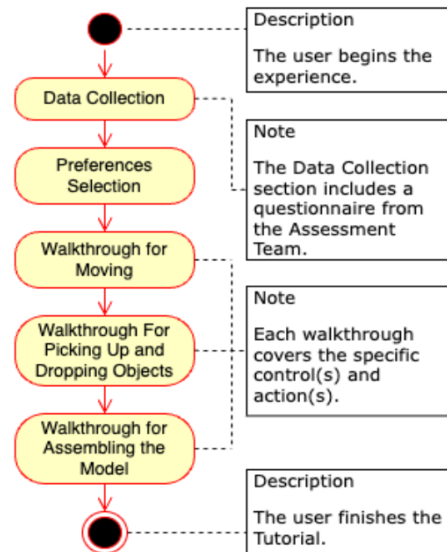 Description
The user begins the
experience.
Data Collection
Note
The Data Collection
section includes a
questionnaire from
the Assessment
Team.
Preferences
Selection
Walkthrough for
Moving
Walkthrough For
Picking Up and
Dropping Objects
Note
Each walkthrough
covers the specific
control(s) and
action(s).
Walkthrough for
Assembling the
Model
Description
The user finishes the
Tutorial.